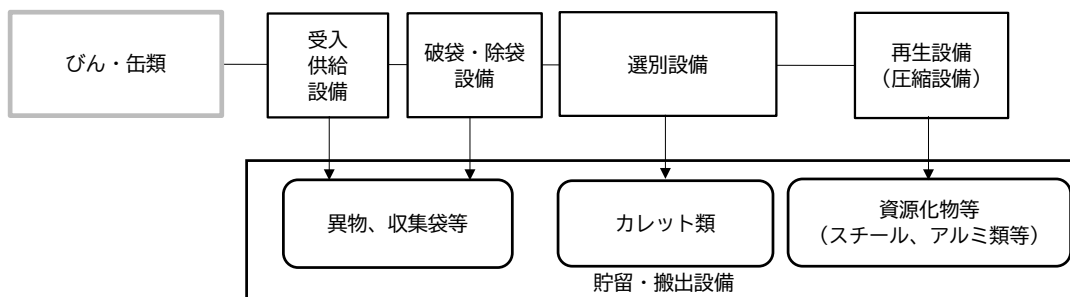 びん・缶類
受入
供給
設備
破袋・除袋
設備
選別設備
再生設備
（圧縮設備）
異物、収集袋等
カレット類
資源化物等
（スチール、アルミ類等）
貯留・搬出設備